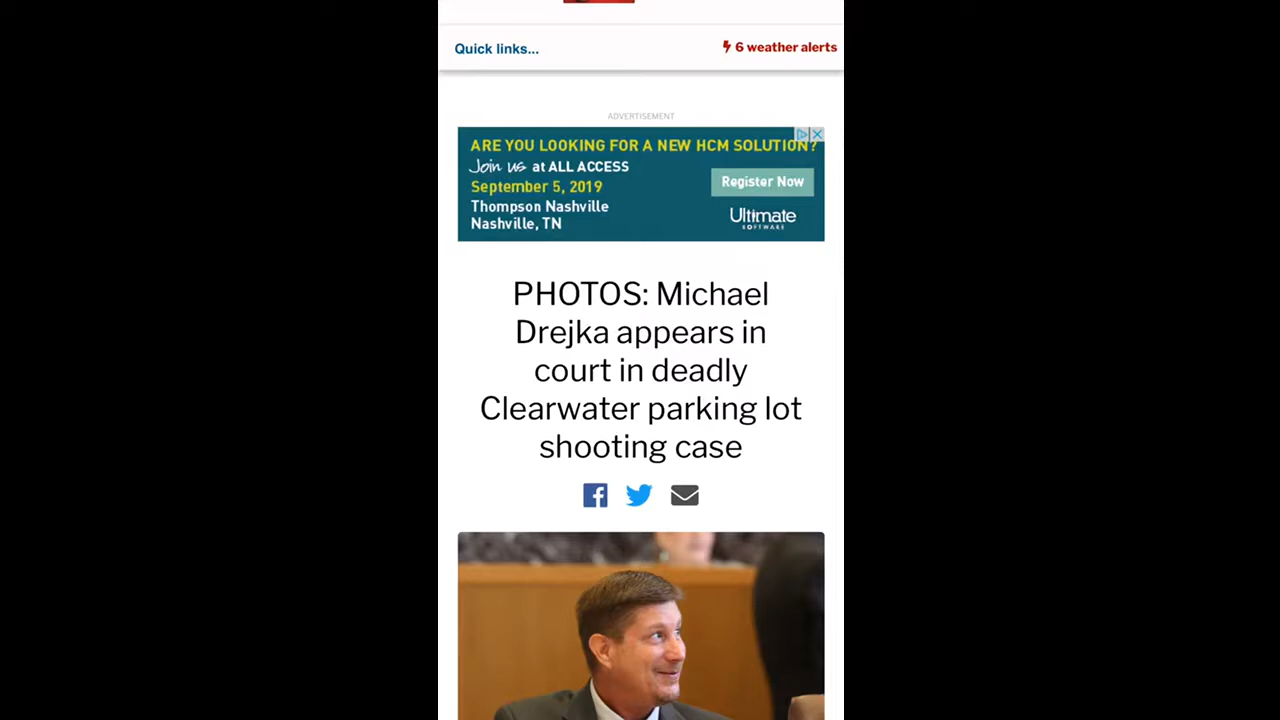 Quick links...
6 weather alerts
ADVERTISEMENT
ARE YOU LOOKING FOR A NEW HCM SOLUTION?
Join us at ALL ACCESS
September 5, 2019
Thompson Nashville
Nashville, TN
Register Now
Ultimate
SOFTWARE
PHOTOS: Michael
Drejka appears in
court in deadly
Clearwater parking lot
shooting case